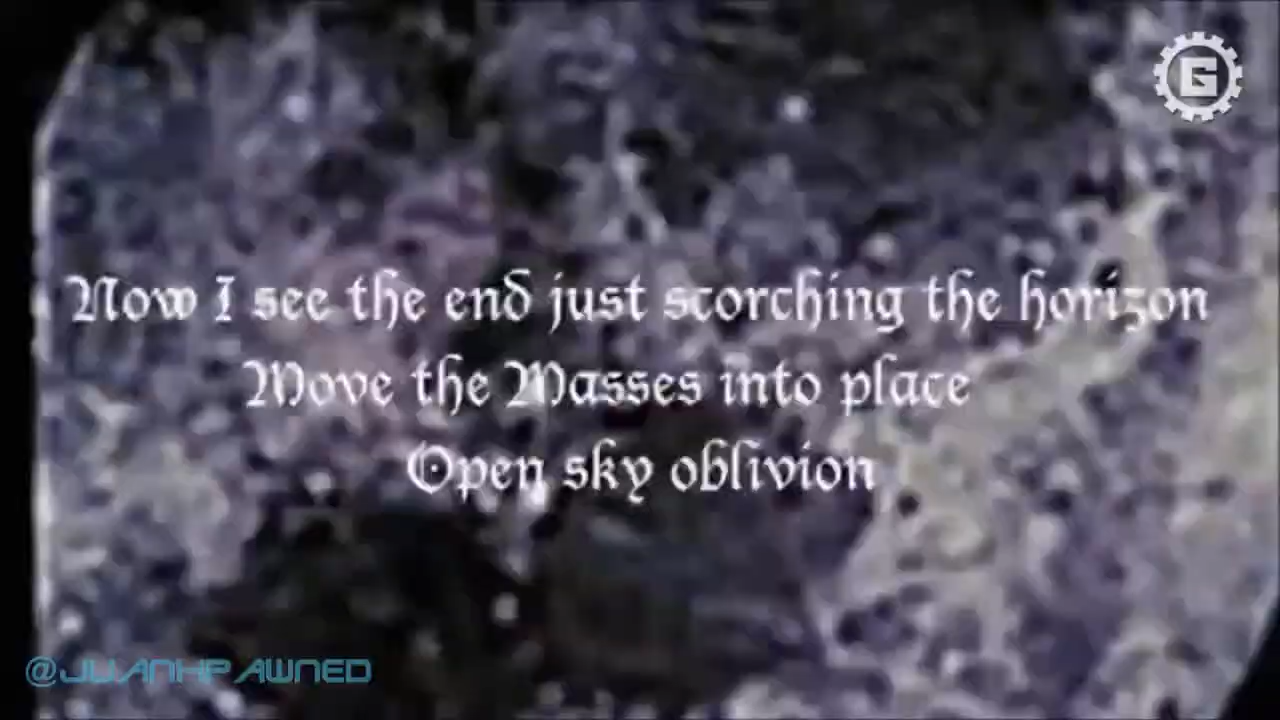 G
Now I see the end just scorching the horizon
Move the Masses into place
Open sky oblivion
@JUANHPAWNED